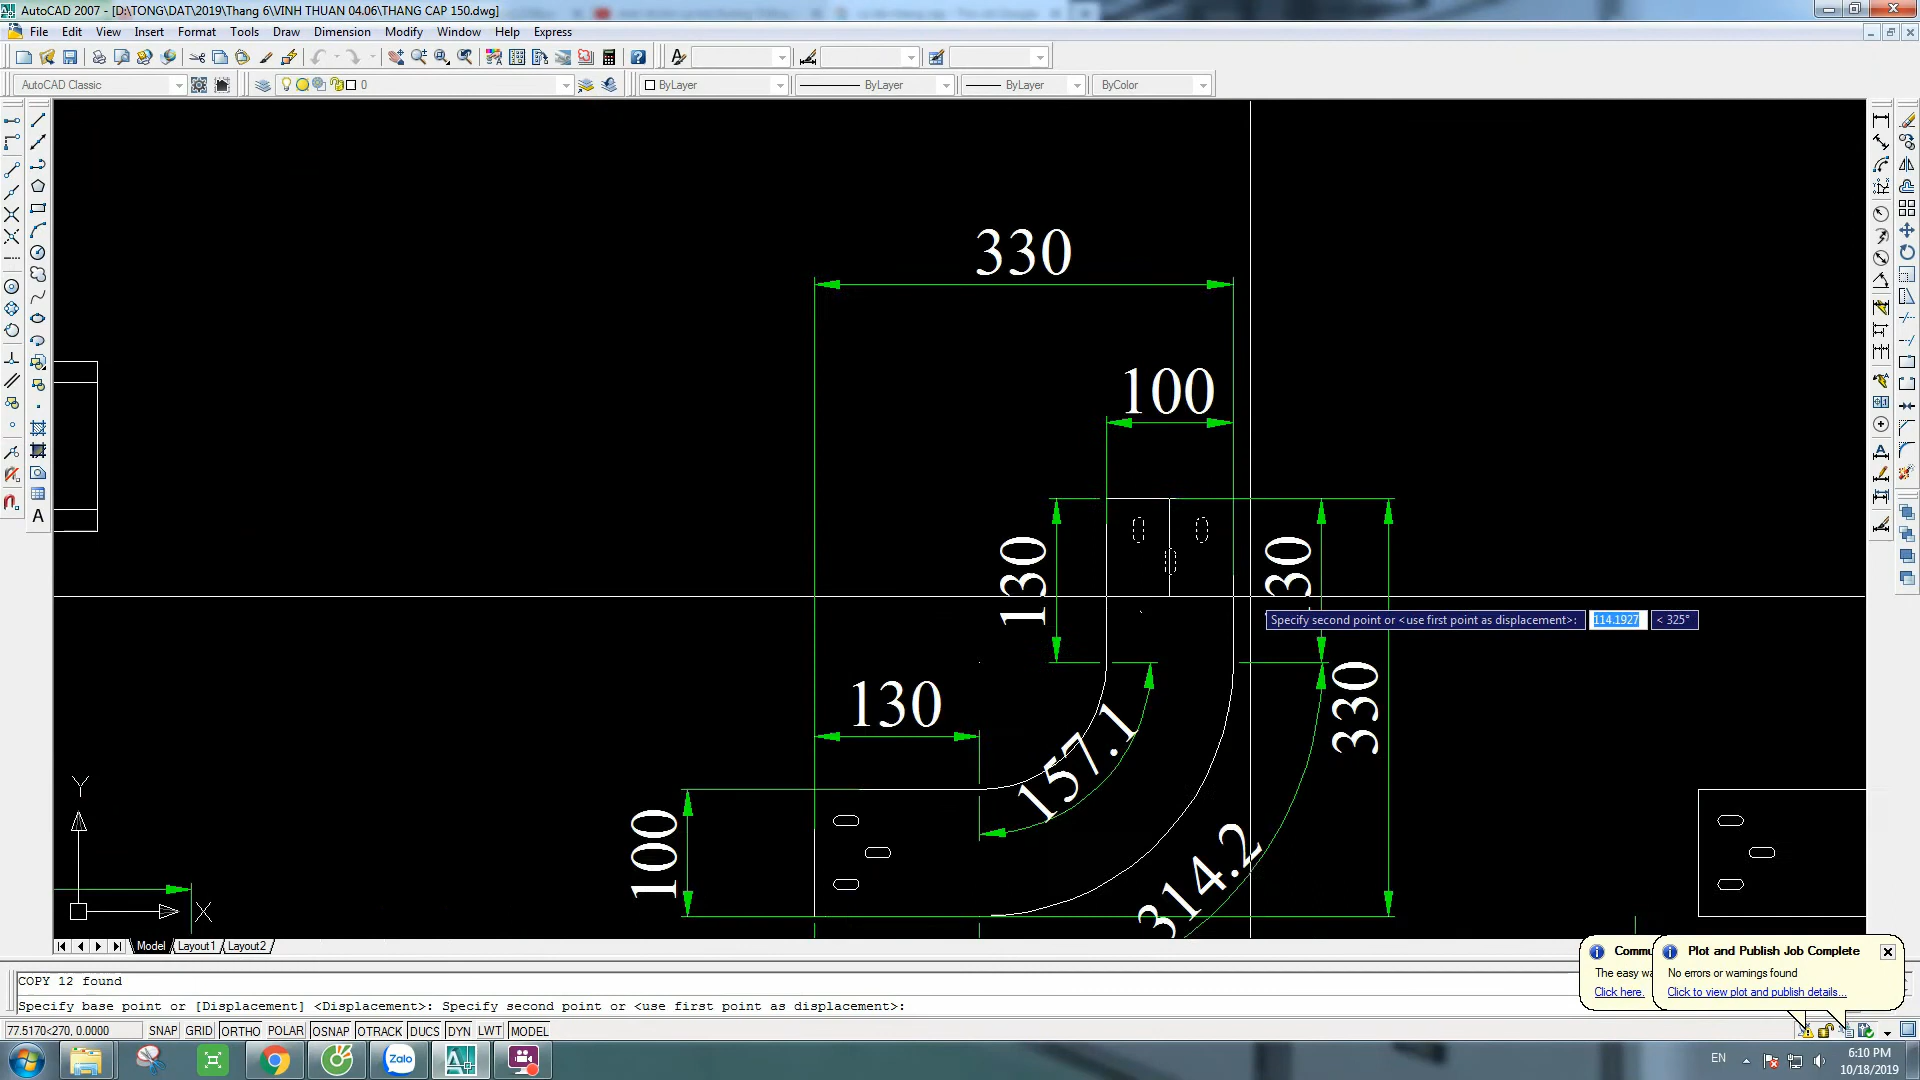 AutoCAD 2007 - [D:\TONG\DAT\2019\Thang 6\VINH THUAN 04.06\THANG CAP 150.dwg]
File Edit View Insert Format Tools Draw Dimension Modify Window Help Express
AutoCAD Classic 0 ByLayer ByLayer ByLayer ByColor
330
100
130
30
Specify second point or <use first point as displacement>: 114.1927 < 325°
330
130
157.1
100
314.2
Y
X
A
Model Layout1 Layout2
Plot and Publish Job Complete
No errors or warnings found
Click to view plot and publish details...
Commu
The easy wa
Click here.
COPY 12 found
Specify base point or [Displacement] <Displacement>: Specify second point or <use first point as displacement>:
77.5170<270, 0.0000 SNAP GRID ORTHO POLAR OSNAP OTRACK DUCS DYN LWT MODEL
Zalo
EN
6:10 PM
10/18/2019